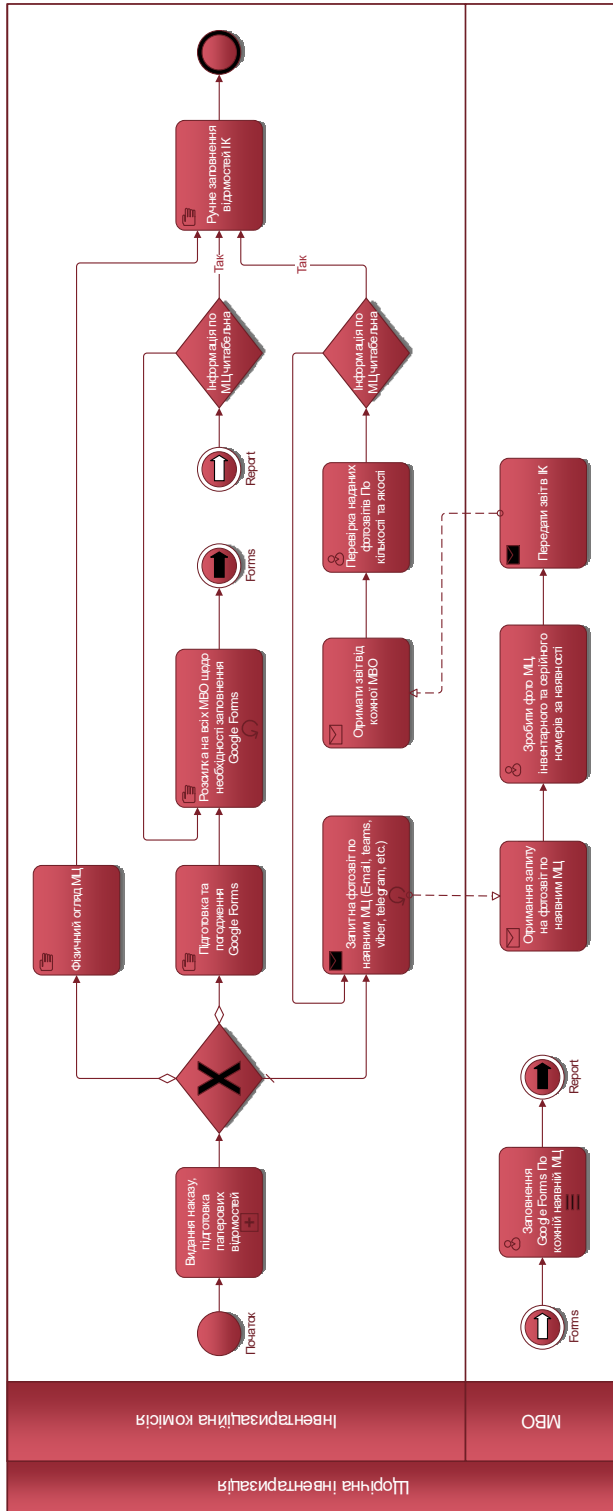 Щорічна інвентаризація
Інвентаризаційна комісія
Початок
Видання наказу,
підготовка
паперових
відмостей
Фізичний огляд МЦ
Підготовка та
погодження
Google Forms
Розсилка на всіх МВО щодо
необхідності заповнення
Google Forms
Forms
Report
Інформація по
МЦ читабельна
Так
Ручне заповнення
відмостей ІК
Запит на фотозвіт по
наявним МЦ (E-mail, teams,
viber, telegram, etc.)
Отримати звіт від
кожної МВО
Перевірка наданих
фотозвітів По
кількості та якості
Інформація по
МЦ читабельна
Так
МВО
Forms
Заповнення
Google Forms По
кожній наявній МЦ
Report
Отримання запиту
на фотозвіт по
наявним МЦ
Зробити фото МЦ,
інвентарного та серійного
номерів за наявності
Передати звіт в ІК